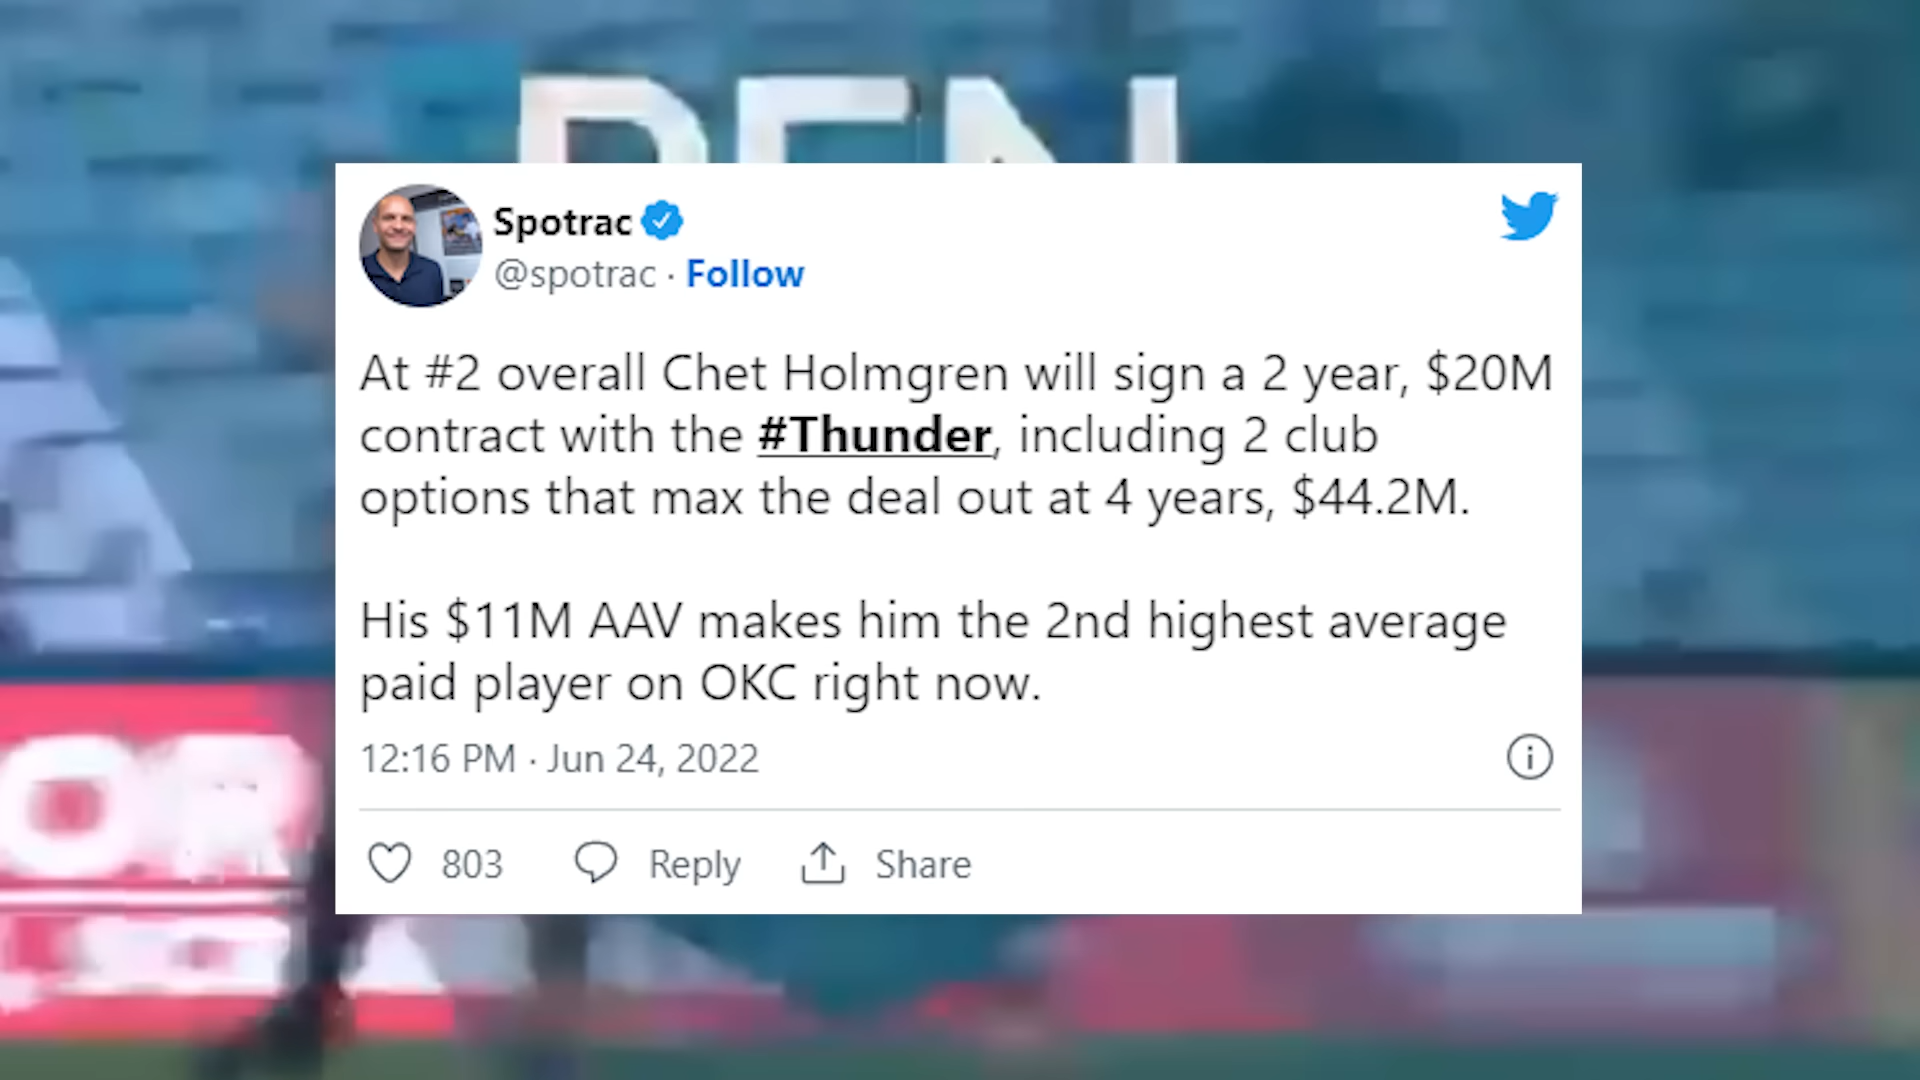 Spotrac
@spotrac · Follow
At #2 overall Chet Holmgren will sign a 2 year, $20M
contract with the #Thunder, including 2 club
options that max the deal out at 4 years, $44.2M.
His $11M AAV makes him the 2nd highest average
paid player on OKC right now.
12:16 PM · Jun 24, 2022
803 Reply Share
OR